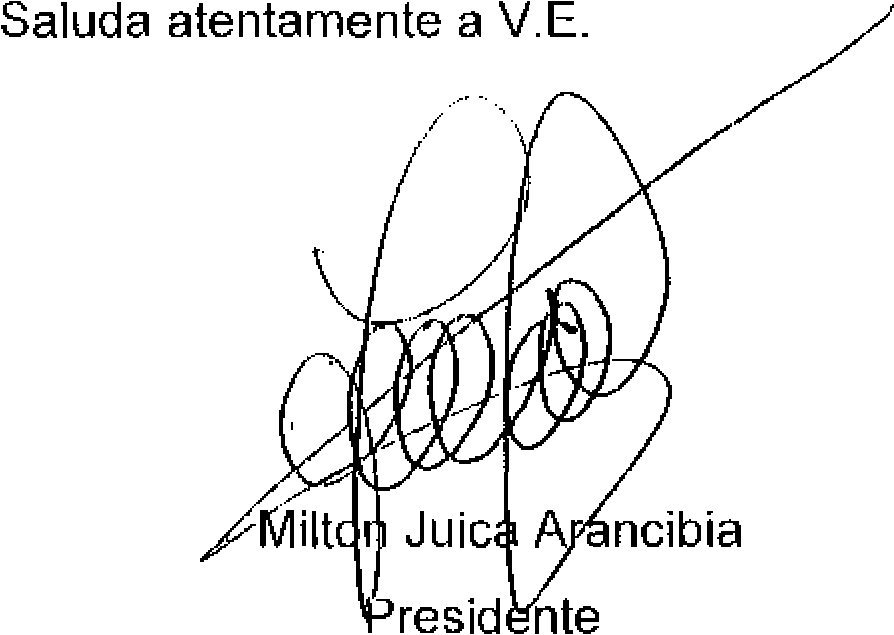 Saluda atentamente a V.E.
Milton Juica Arancibia
Presidente